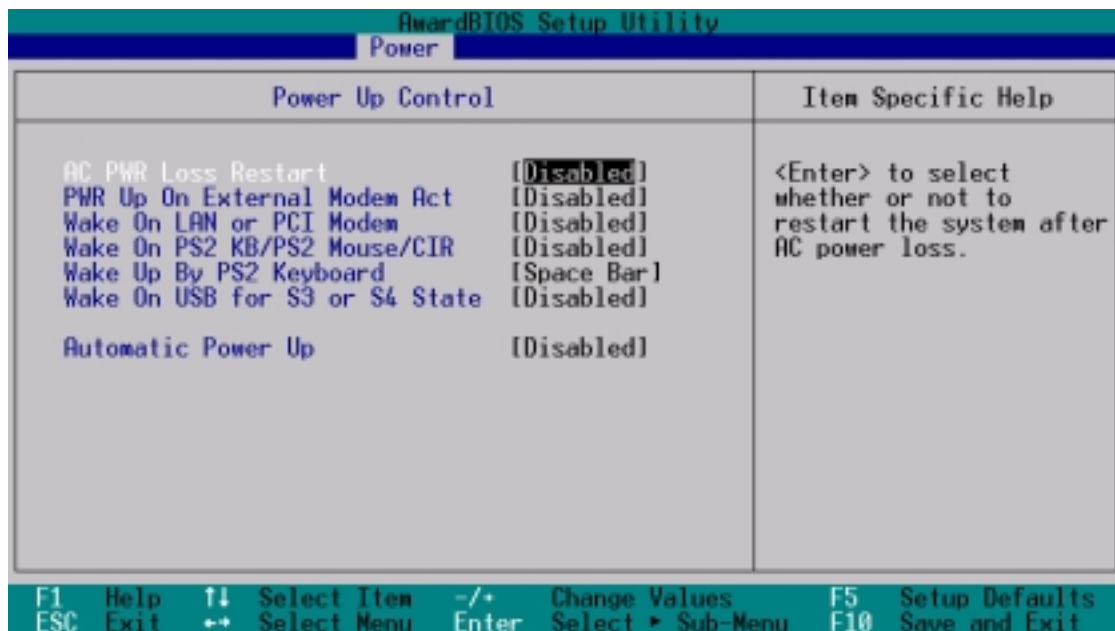 AwardBIOS Setup Utility
Power
Power Up Control
Item Specific Help
AC PWR Loss Restart [Disabled]
PWR Up On External Modem Act [Disabled]
Wake On LAN or PCI Modem [Disabled]
Wake On PS2 KB/PS2 Mouse/CIR [Disabled]
Wake Up By PS2 Keyboard [Space Bar]
Wake On USB for S3 or S4 State [Disabled]
Automatic Power Up [Disabled]
<Enter> to select
whether or not to
restart the system after
AC power loss.
F1 Help ↑↓ Select Item -/+ Change Values F5 Setup Defaults
ESC Exit ←→ Select Menu Enter Select ► Sub-Menu F10 Save and Exit